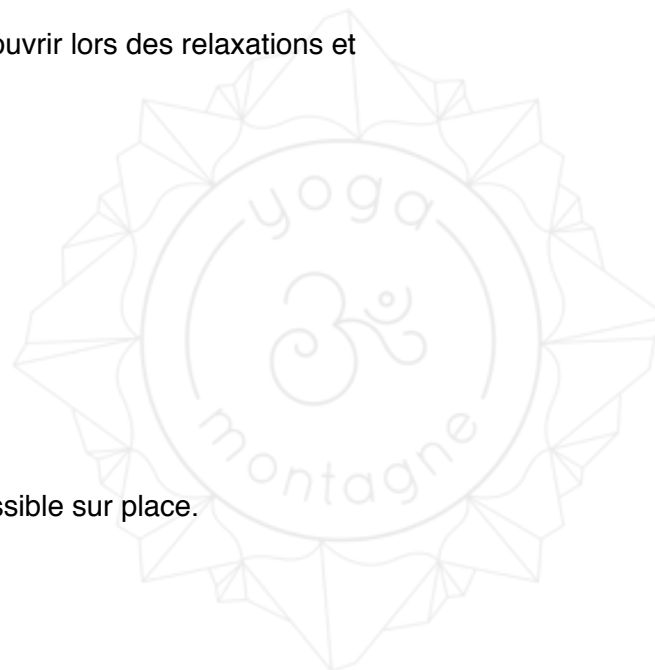 ouvrir lors des relaxations et
yoga
montagne
ssible sur place.